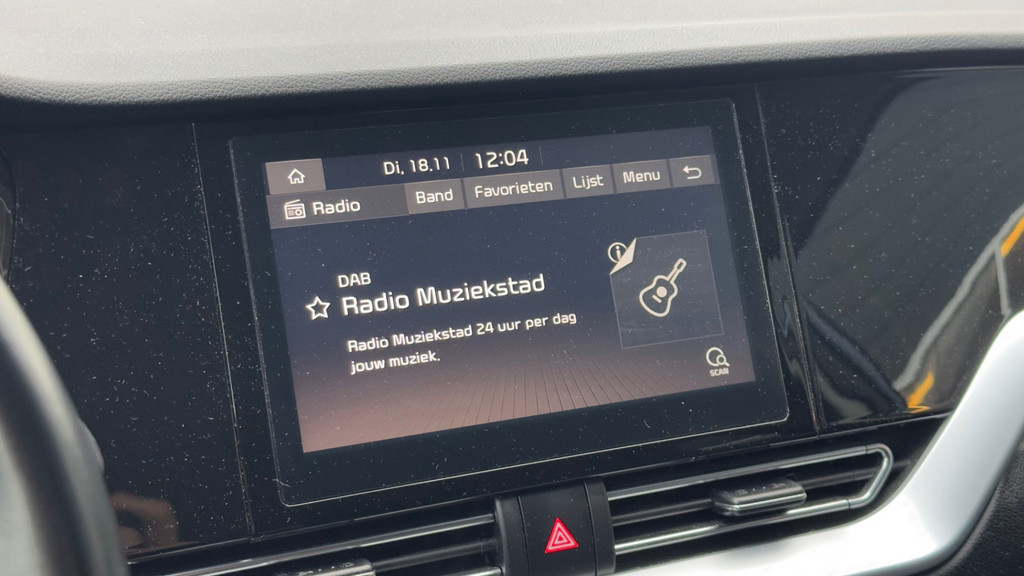 Di, 18.11 12:04
Radio Band Favorieten Lijst Menu
DAB
Radio Muziekstad
Radio Muziekstad 24 uur per dag
jouw muziek.
SCAN